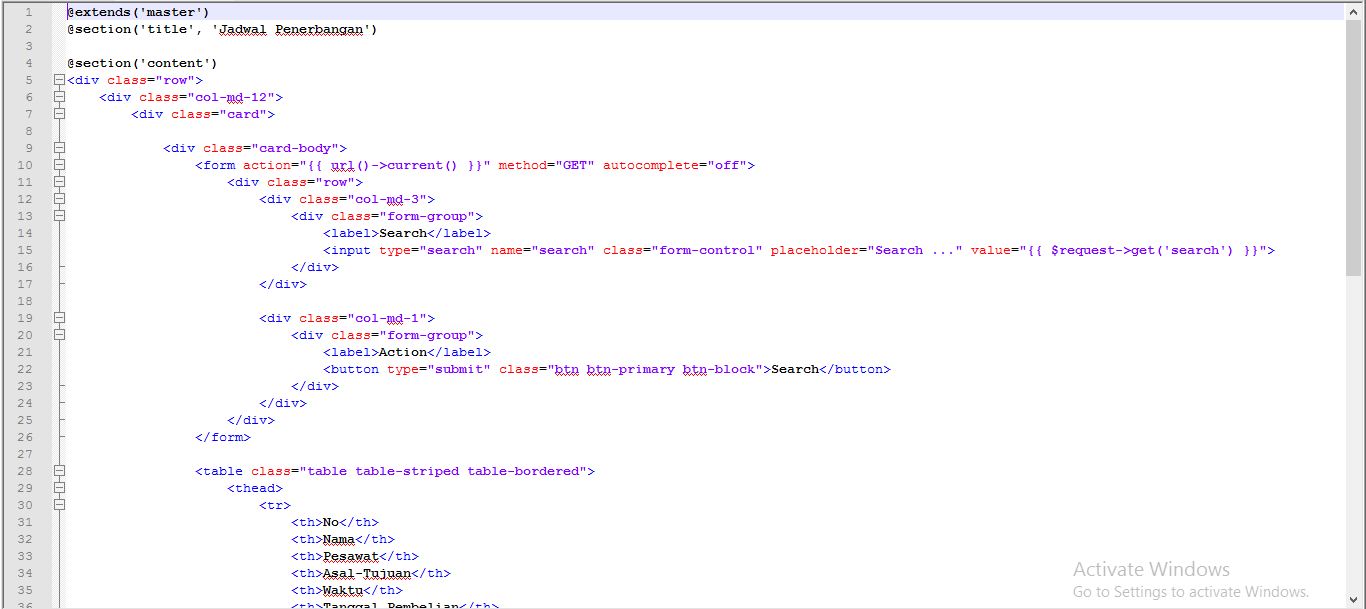 1 @extends('master')
2 @section('title', 'Jadwal Penerbangan')
3
4 @section('content')
5 <div class="row">
6 <div class="col-md-12">
7 <div class="card">
8
9 <div class="card-body">
10 <form action="{{ url()->current() }}" method="GET" autocomplete="off">
11 <div class="row">
12 <div class="col-md-3">
13 <div class="form-group">
14 <label>Search</label>
15 <input type="search" name="search" class="form-control" placeholder="Search ..." value="{{ $request->get('search') }}">
16 </div>
17 </div>
18
19 <div class="col-md-1">
20 <div class="form-group">
21 <label>Action</label>
22 <button type="submit" class="btn btn-primary btn-block">Search</button>
23 </div>
24 </div>
25 </div>
26 </form>
27
28 <table class="table table-striped table-bordered">
29 <thead>
30 <tr>
31 <th>No</th>
32 <th>Nama</th>
33 <th>Pesawat</th>
34 <th>Asal-Tujuan</th>
35 <th>Waktu</th>
36 <th>Tanggal Pembelian</th>
Activate Windows
Go to Settings to activate Windows.